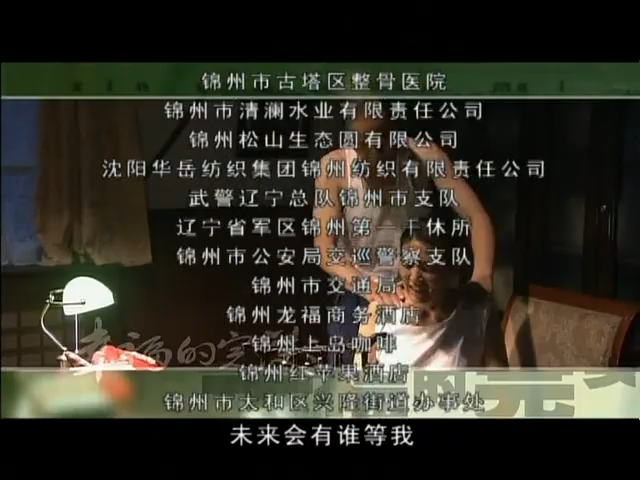 锦州市古塔区整骨医院
锦州市清澜水业有限责任公司
锦州松山生态圆有限公司
沈阳华岳纺织集团锦州纺织有限责任公司
武警辽宁总队锦州市支队
辽宁省军区锦州第一干休所
锦州市公安局交巡警察支队
锦州市交通局
锦州龙福商务酒店
锦州上岛咖啡
锦州红苹果酒店
锦州市太和区兴隆街道办事处
未来会有谁等我